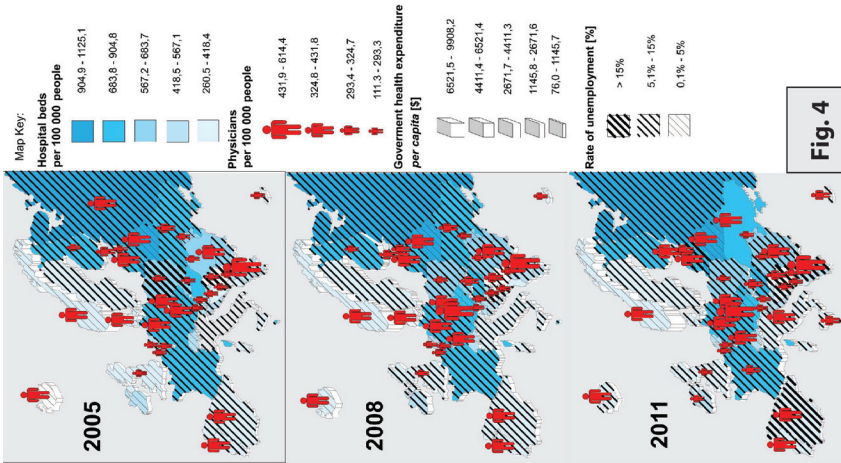 Map Key:
Hospital beds
per 100 000 people
904,9 - 1125,1
683,8 - 904,8
567,2 - 683,7
418,5 - 567,1
260,5 - 418,4
Physicians
per 100 000 people
431,9 - 614,4
324,8 - 431,8
293,4 - 324,7
111,3 - 293,3
Goverment health expenditure
per capita [$]
6521,5 - 9908,2
4411,4 - 6521,4
2671,7 - 4411,3
1145,8 - 2671,6
76,0 - 1145,7
Rate of unemployment [%]
> 15%
5,1% - 15%
0,1% - 5%
Fig. 4
2005
2008
2011